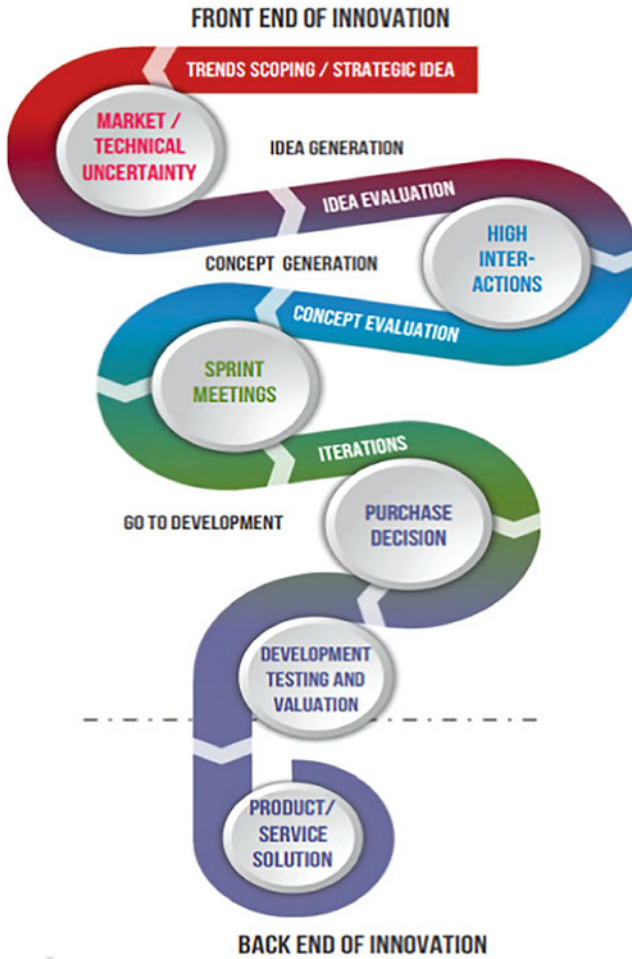 FRONT END OF INNOVATION
TRENDS SCOPING / STRATEGIC IDEA
MARKET /
TECHNICAL
UNCERTAINTY
IDEA GENERATION
IDEA EVALUATION
HIGH
INTER-
ACTIONS
CONCEPT GENERATION
CONCEPT EVALUATION
SPRINT
MEETINGS
ITERATIONS
GO TO DEVELOPMENT
PURCHASE
DECISION
DEVELOPMENT
TESTING AND
VALUATION
PRODUCT/
SERVICE
SOLUTION
BACK END OF INNOVATION